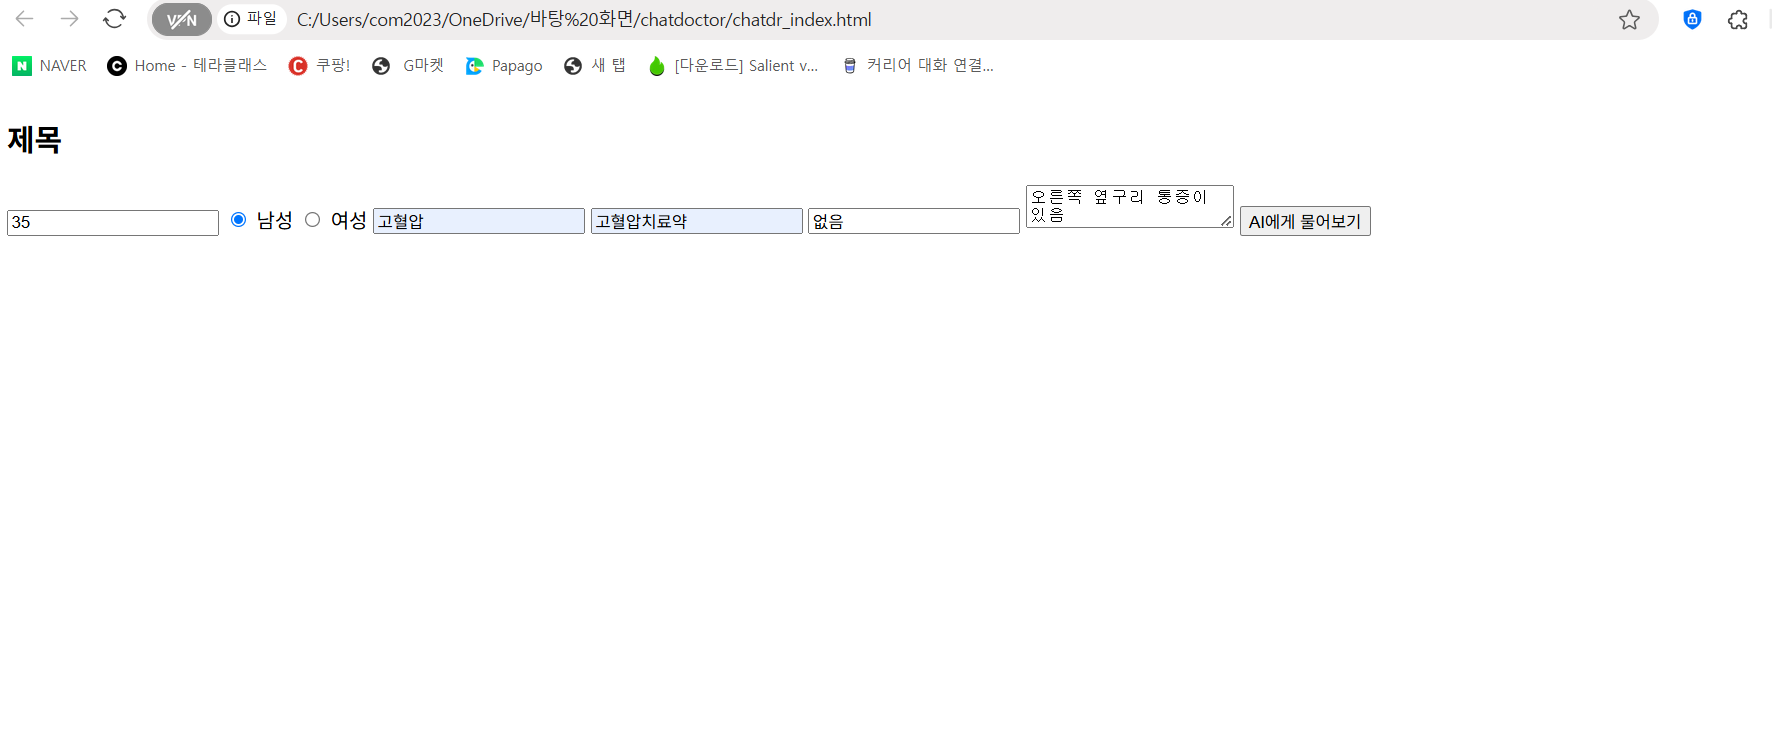 VPN 파일 C:/Users/com2023/OneDrive/바탕%20화면/chatdoctor/chatdr_index.html
N NAVER C Home - 테라클래스 C 쿠팡! G마켓 Papago 새 탭 [다운로드] Salient v... 커리어 대화 연결...
제목
35 남성 여성 고혈압 고혈압치료약 없음 오른쪽 옆구리 통증이
있음 AI에게 물어보기